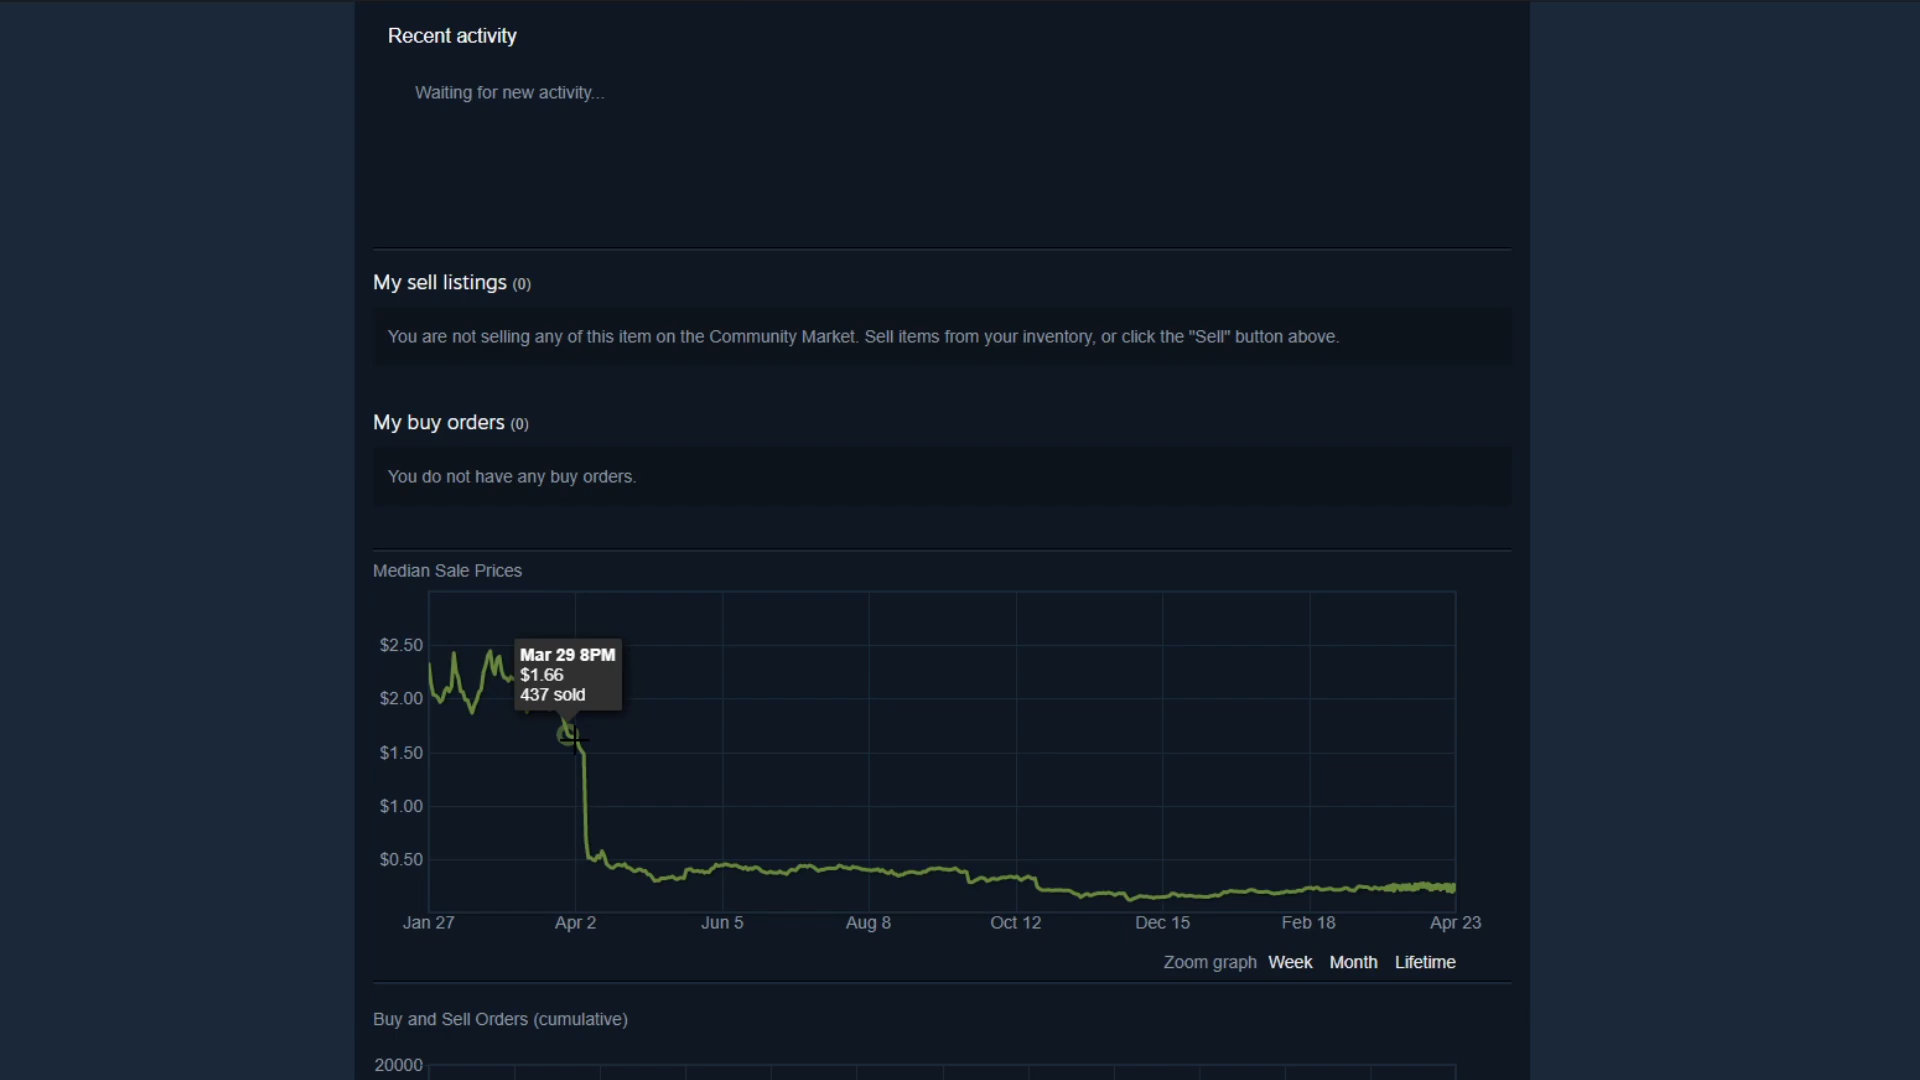 Recent activity
Waiting for new activity...
My sell listings (0)
You are not selling any of this item on the Community Market. Sell items from your inventory, or click the "Sell" button above.
My buy orders (0)
You do not have any buy orders.
Median Sale Prices
$2.50
$2.00
$1.50
$1.00
$0.50
Mar 29 8PM
$1.66
437 sold
Jan 27 Apr 2 Jun 5 Aug 8 Oct 12 Dec 15 Feb 18 Apr 23
Zoom graph Week Month Lifetime
Buy and Sell Orders (cumulative)
20000